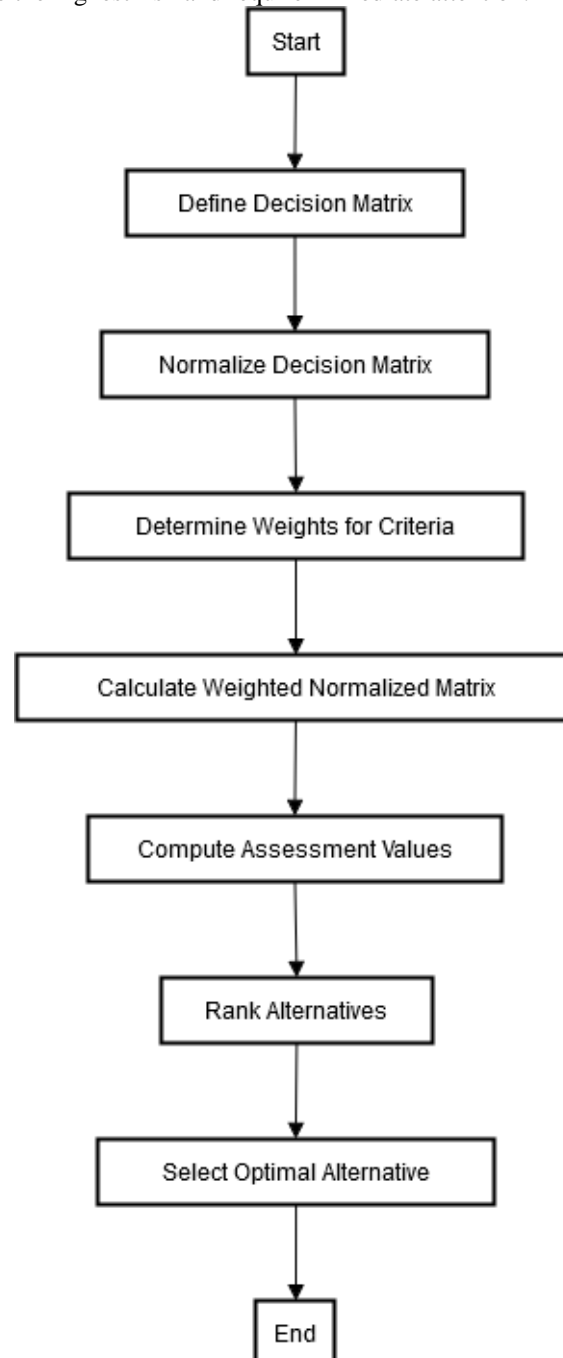 Start
Define Decision Matrix
Normalize Decision Matrix
Determine Weights for Criteria
Calculate Weighted Normalized Matrix
Compute Assessment Values
Rank Alternatives
Select Optimal Alternative
End